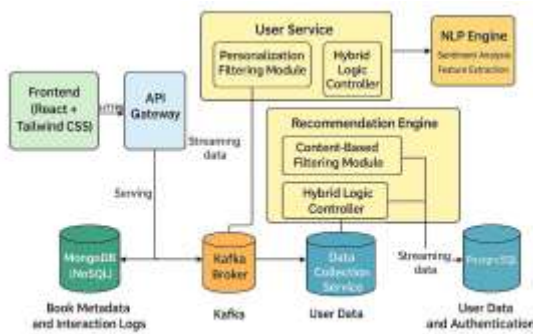 User Service
Personalization
Filtering Module
Hybrid
Logic
Controller
NLP Engine
Sentiment Analysis
Feature Extraction
Frontend
(React +
Tailwind CSS)
API
Gateway
Streaming
data
Recommendation Engine
Content-Based
Filtering Module
Hybrid Logic
Controller
Serving
MongoDB
(NoSQL)
Kafka
Broker
Data
Collection
Service
Streaming
data
PostgreSQL
Book Metadata
and Interaction Logs
Kafka
User Data
User Data
and Authentication